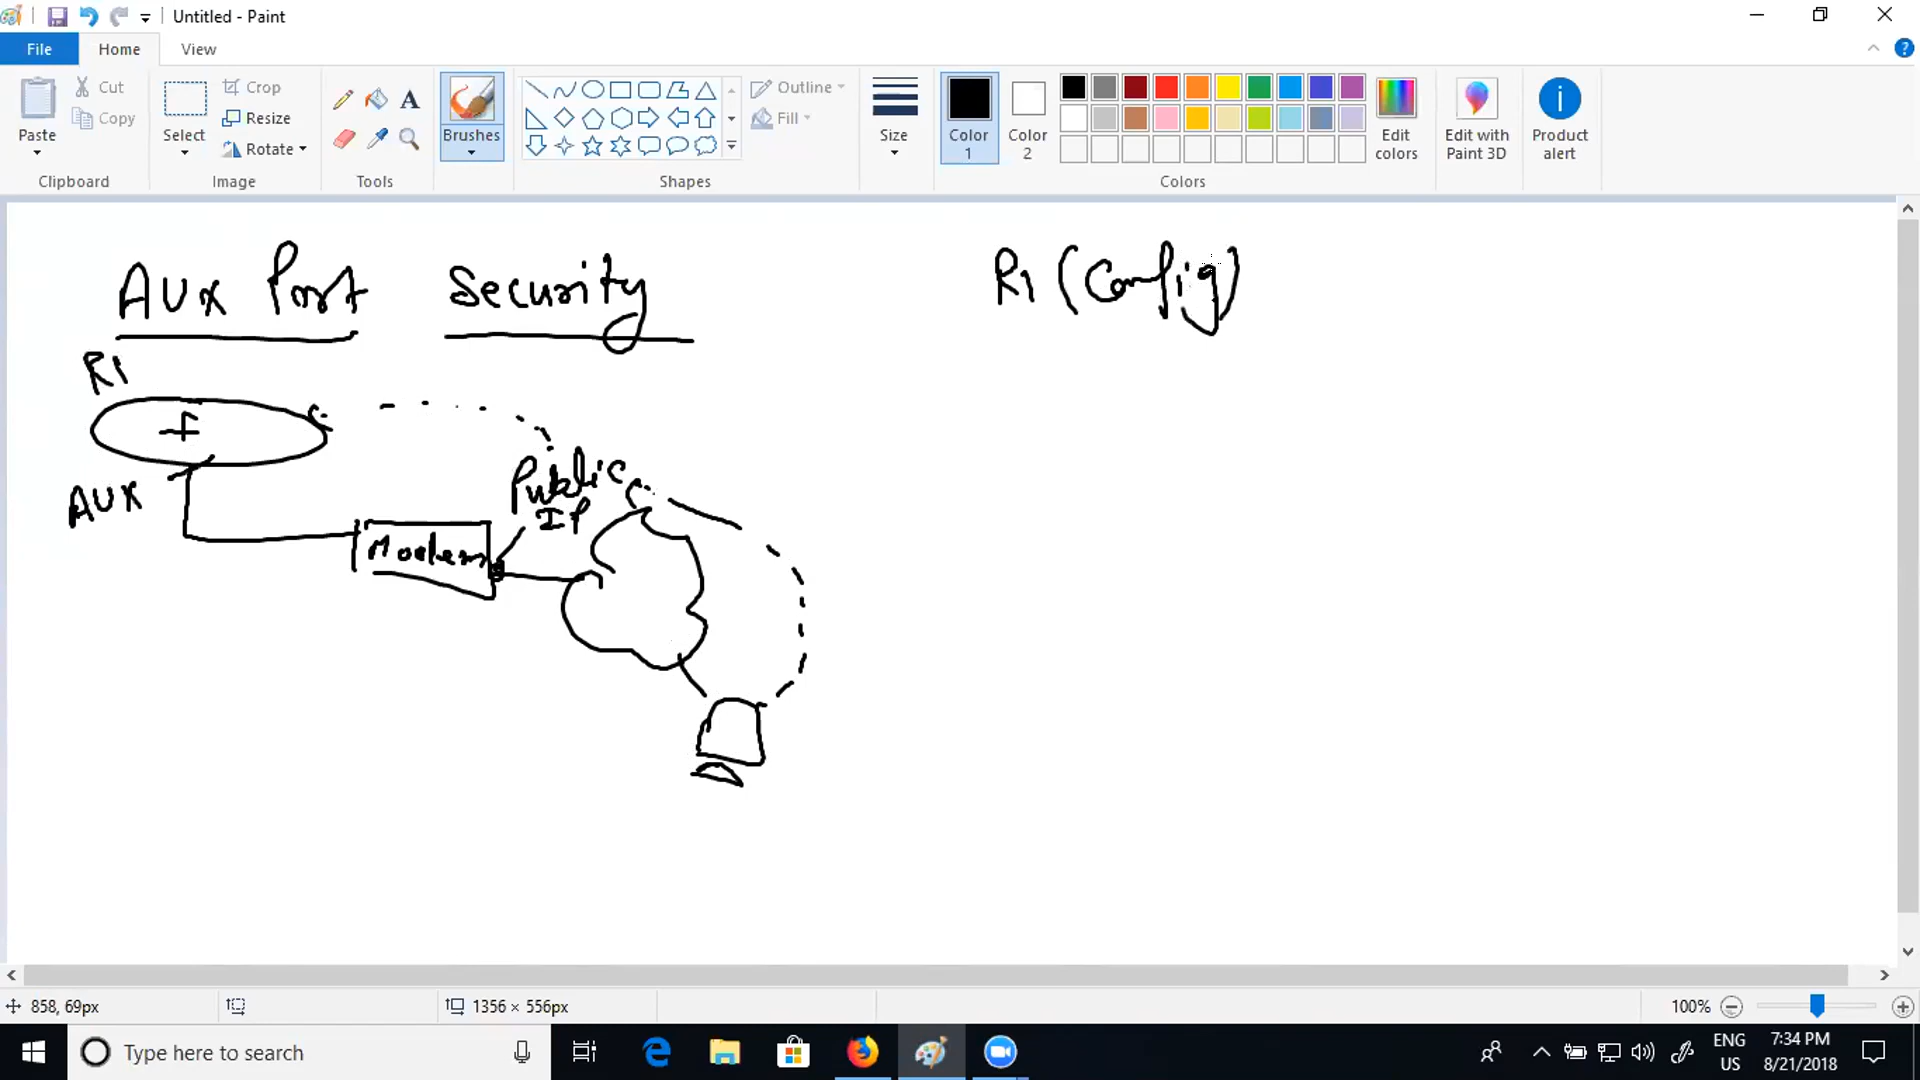 Untitled - Paint
File Home View
Paste
Cut
Copy
Clipboard
Select
Crop
Resize
Rotate
Image
Tools
Brushes
Shapes
Outline
Fill
Size
Color 1
Color 2
Colors
Edit colors
Edit with Paint 3D
Product alert
AUX Port Security
R1 (Config)
R1
AUX
Modem
Public
IP
858, 69px
1356 × 556px
100%
Type here to search
ENG
US
7:34 PM
8/21/2018